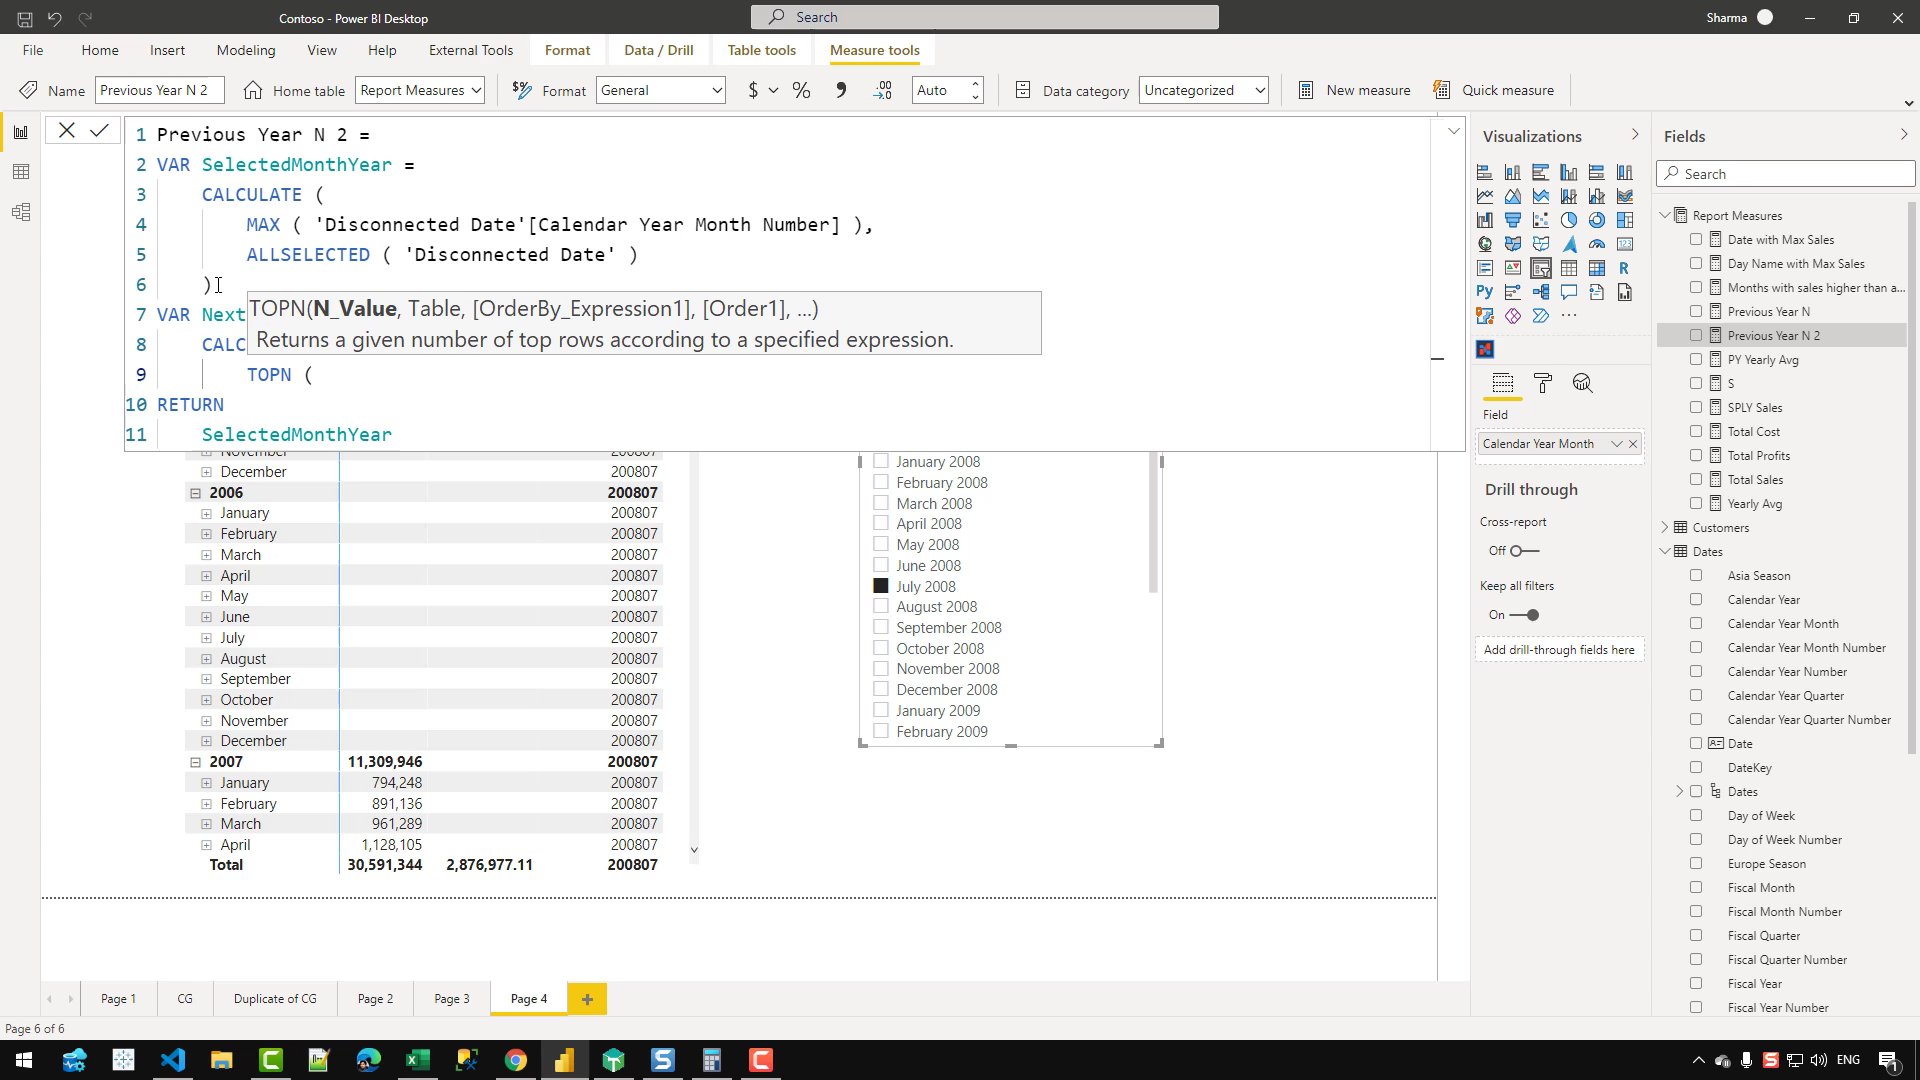 Contoso - Power BI Desktop
Search
Sharma
File
Home
Insert
Modeling
View
Help
External Tools
Format
Data / Drill
Table tools
Measure tools
Name
Previous Year N 2
Home table
Report Measures
Format
General
$
%
Auto
Data category
Uncategorized
New measure
Quick measure
1 Previous Year N 2 =
2 VAR SelectedMonthYear =
3 CALCULATE (
4 MAX ( 'Disconnected Date'[Calendar Year Month Number] ),
5 ALLSELECTED ( 'Disconnected Date' )
6 )
7 VAR Next
8 CALC
9 TOPN (
10 RETURN
11 SelectedMonthYear
TOPN(N_Value, Table, [OrderBy_Expression1], [Order1], ...)
Returns a given number of top rows according to a specified expression.
November 200807
December 200807
2006 200807
January 200807
February 200807
March 200807
April 200807
May 200807
June 200807
July 200807
August 200807
September 200807
October 200807
November 200807
December 200807
2007 11,309,946 200807
January 794,248 200807
February 891,136 200807
March 961,289 200807
April 1,128,105 200807
Total 30,591,344 2,876,977.11 200807
January 2008
February 2008
March 2008
April 2008
May 2008
June 2008
July 2008
August 2008
September 2008
October 2008
November 2008
December 2008
January 2009
February 2009
Visualizations
R
Py
Field
Calendar Year Month
Drill through
Cross-report
Off
Keep all filters
On
Add drill-through fields here
Fields
Search
Report Measures
Date with Max Sales
Day Name with Max Sales
Months with sales higher than a...
Previous Year N
Previous Year N 2
PY Yearly Avg
S
SPLY Sales
Total Cost
Total Profits
Total Sales
Yearly Avg
Customers
Dates
Asia Season
Calendar Year
Calendar Year Month
Calendar Year Month Number
Calendar Year Number
Calendar Year Quarter
Calendar Year Quarter Number
Date
DateKey
Dates
Day of Week
Day of Week Number
Europe Season
Fiscal Month
Fiscal Month Number
Fiscal Quarter
Fiscal Quarter Number
Fiscal Year
Fiscal Year Number
Page 1
CG
Duplicate of CG
Page 2
Page 3
Page 4
Page 6 of 6
ENG